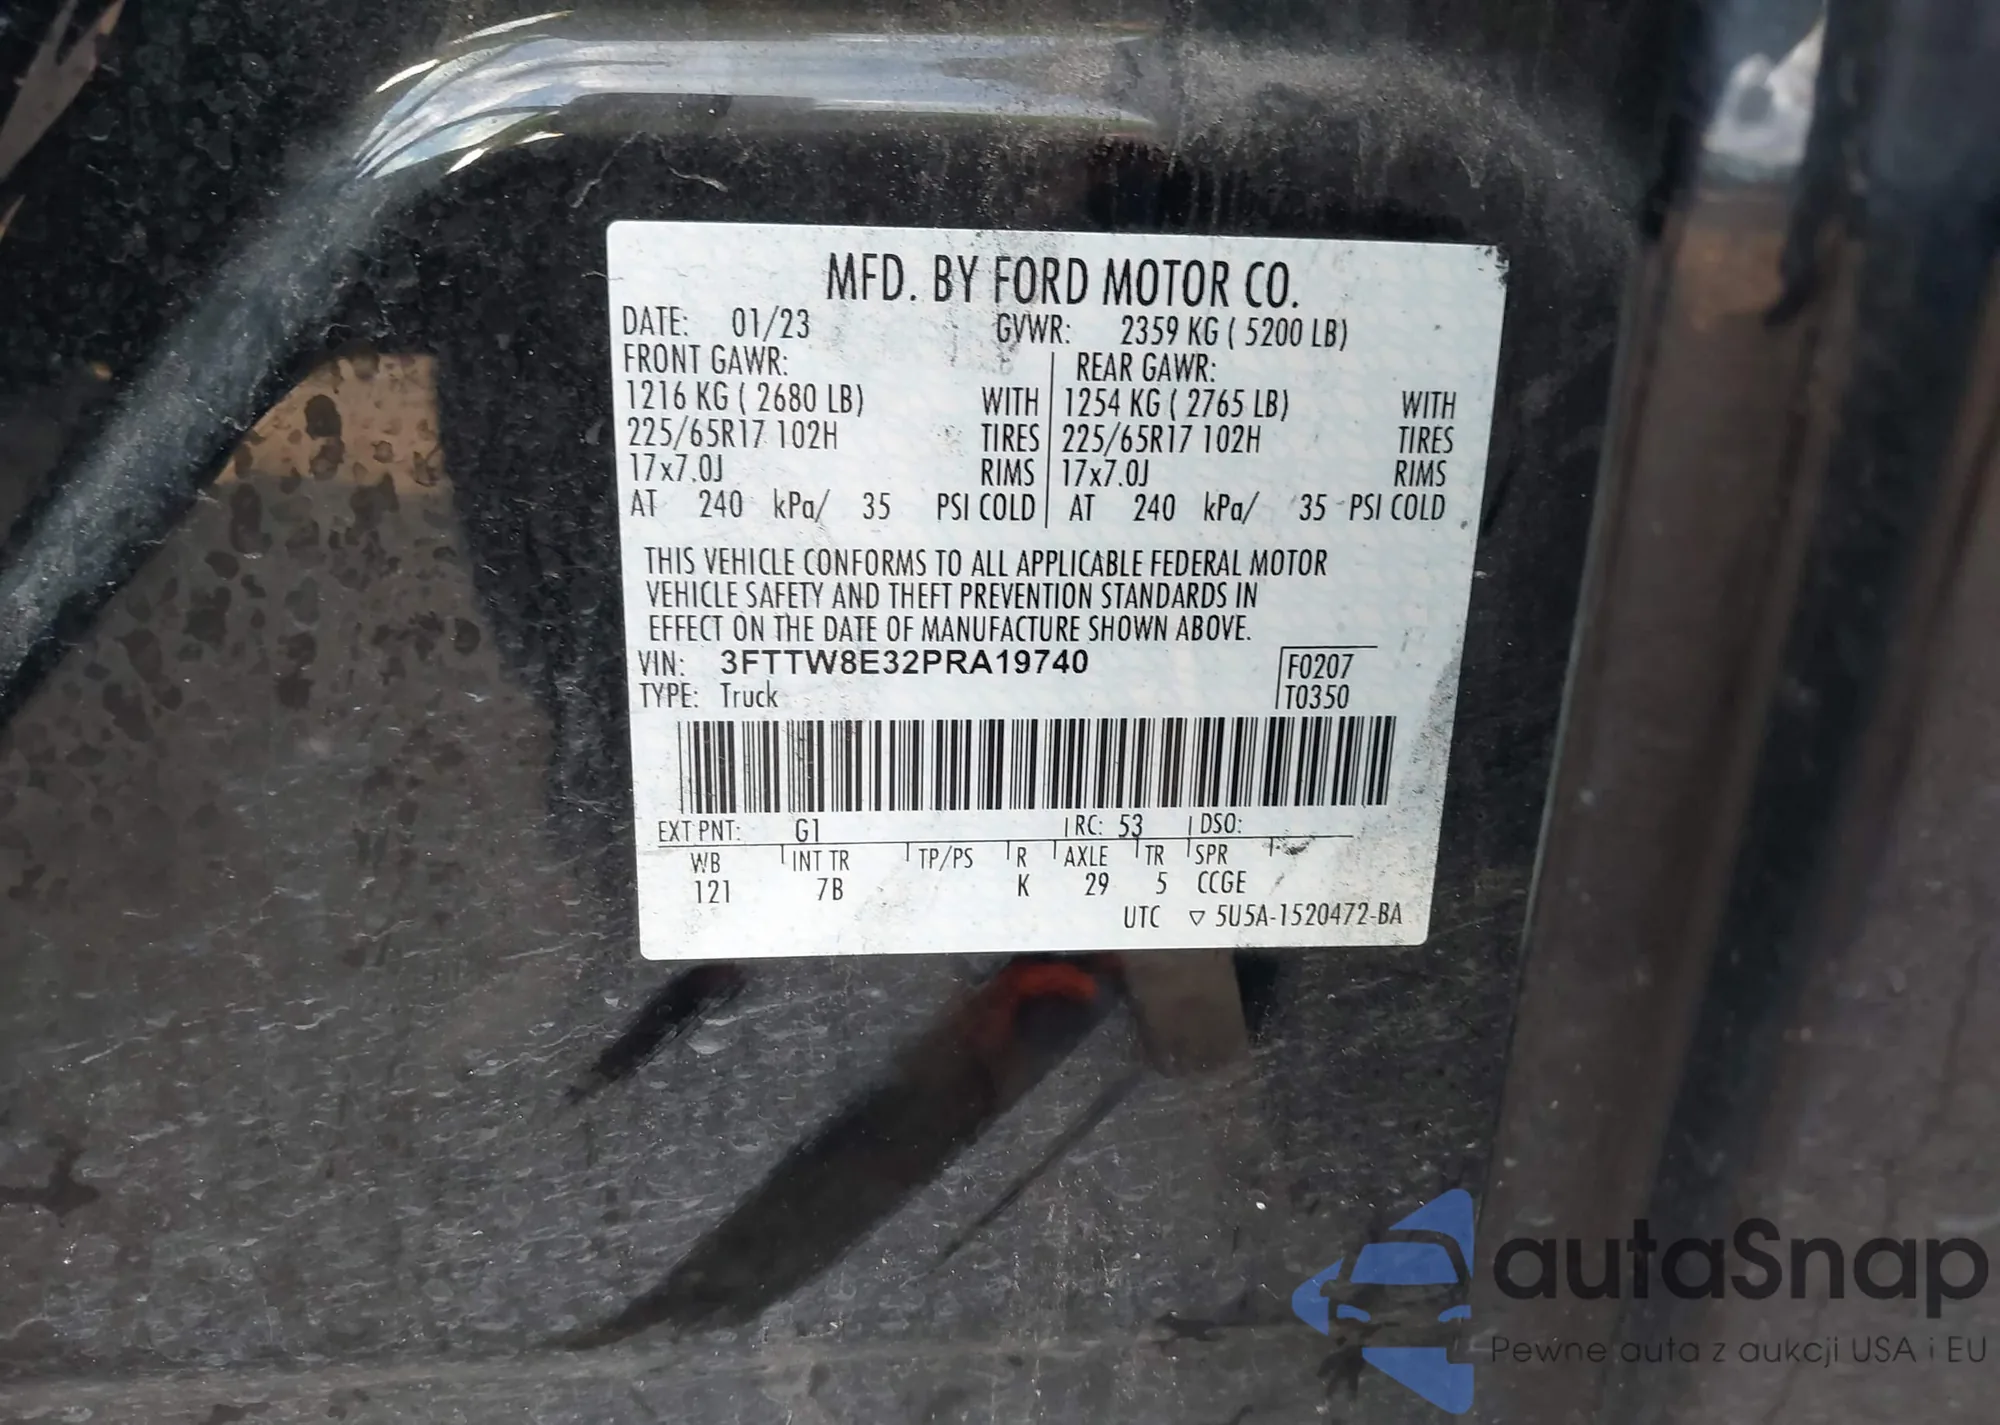 MFD. BY FORD MOTOR CO.
DATE: 01/23 GVWR: 2359 KG ( 5200 LB)
FRONT GAWR: REAR GAWR:
1216 KG ( 2680 LB) WITH 1254 KG ( 2765 LB) WITH
225/65R17 102H TIRES 225/65R17 102H TIRES
17x7.0J RIMS 17x7.0J RIMS
AT 240 kPa/ 35 PSI COLD AT 240 kPa/ 35 PSI COLD
THIS VEHICLE CONFORMS TO ALL APPLICABLE FEDERAL MOTOR
VEHICLE SAFETY AND THEFT PREVENTION STANDARDS IN
EFFECT ON THE DATE OF MANUFACTURE SHOWN ABOVE.
VIN: 3FTTW8E32PRA19740 F0207
TYPE: Truck T0350
EXT PNT: G1 RC: 53 DSO:
WB INT TR TP/PS R AXLE TR SPR
121 7B K 29 5 CCGE
UTC ▽ 5U5A-1520472-BA
autaSnap
Pewne auta z aukcji USA i EU